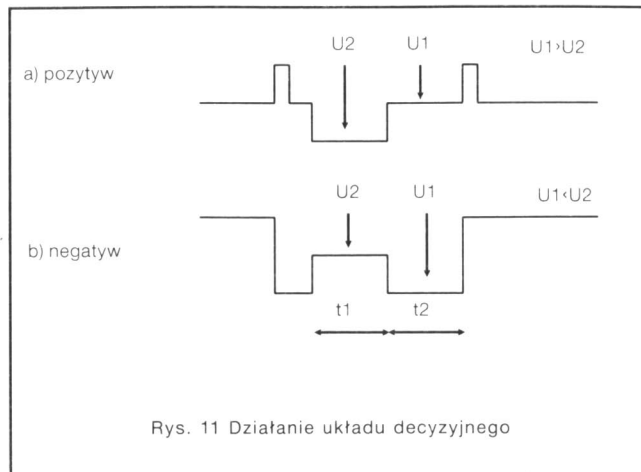 U2 U1 U1›U2
a) pozytyw
U2 U1 U1‹U2
b) negatyw
t1 t2
Rys. 11 Działanie układu decyzyjnego